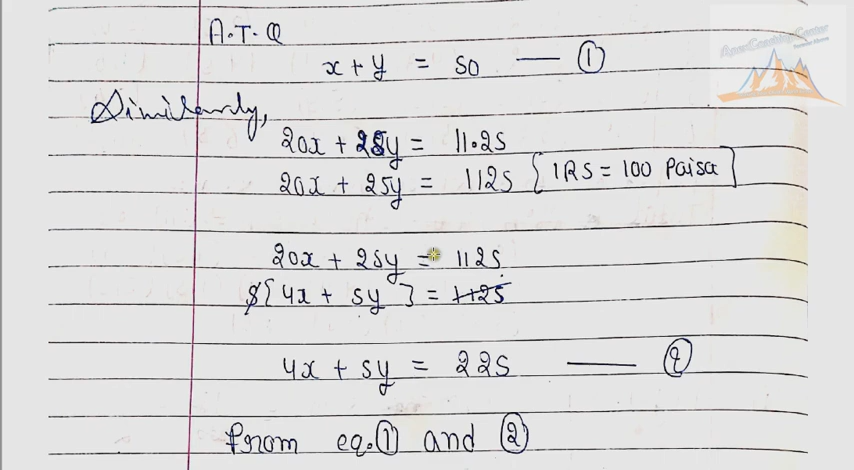 A.T.Q
x + y = 50 — ①
Similarly,
20x + 25y = 11.25
20x + 25y = 1125 [1RS = 100 Paisa]
20x + 25y = 1125
5[4x + 5y] = 1125
4x + 5y = 225 — ②
from eq.① and ②